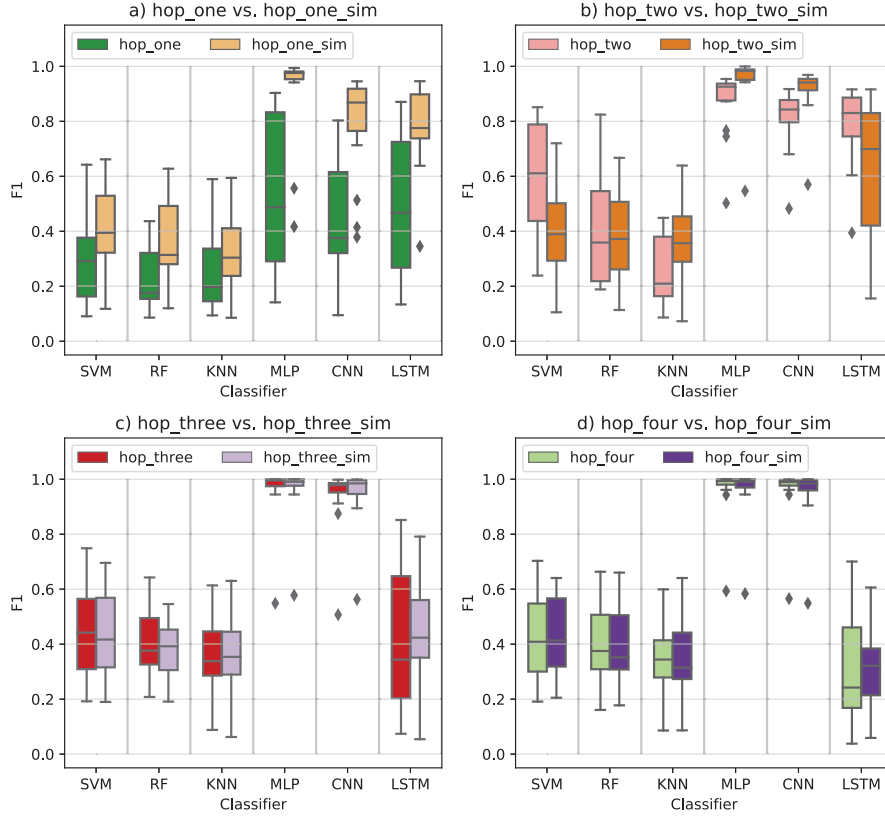 a) hop_one vs. hop_one_sim
hop_one
hop_one_sim
1.0
0.8
0.6
0.4
0.2
0.0
F1
SVM RF KNN MLP CNN LSTM
Classifier
b) hop_two vs. hop_two_sim
hop_two
hop_two_sim
1.0
0.8
0.6
0.4
0.2
0.0
F1
SVM RF KNN MLP CNN LSTM
Classifier
c) hop_three vs. hop_three_sim
hop_three
hop_three_sim
1.0
0.8
0.6
0.4
0.2
0.0
F1
SVM RF KNN MLP CNN LSTM
Classifier
d) hop_four vs. hop_four_sim
hop_four
hop_four_sim
1.0
0.8
0.6
0.4
0.2
0.0
F1
SVM RF KNN MLP CNN LSTM
Classifier